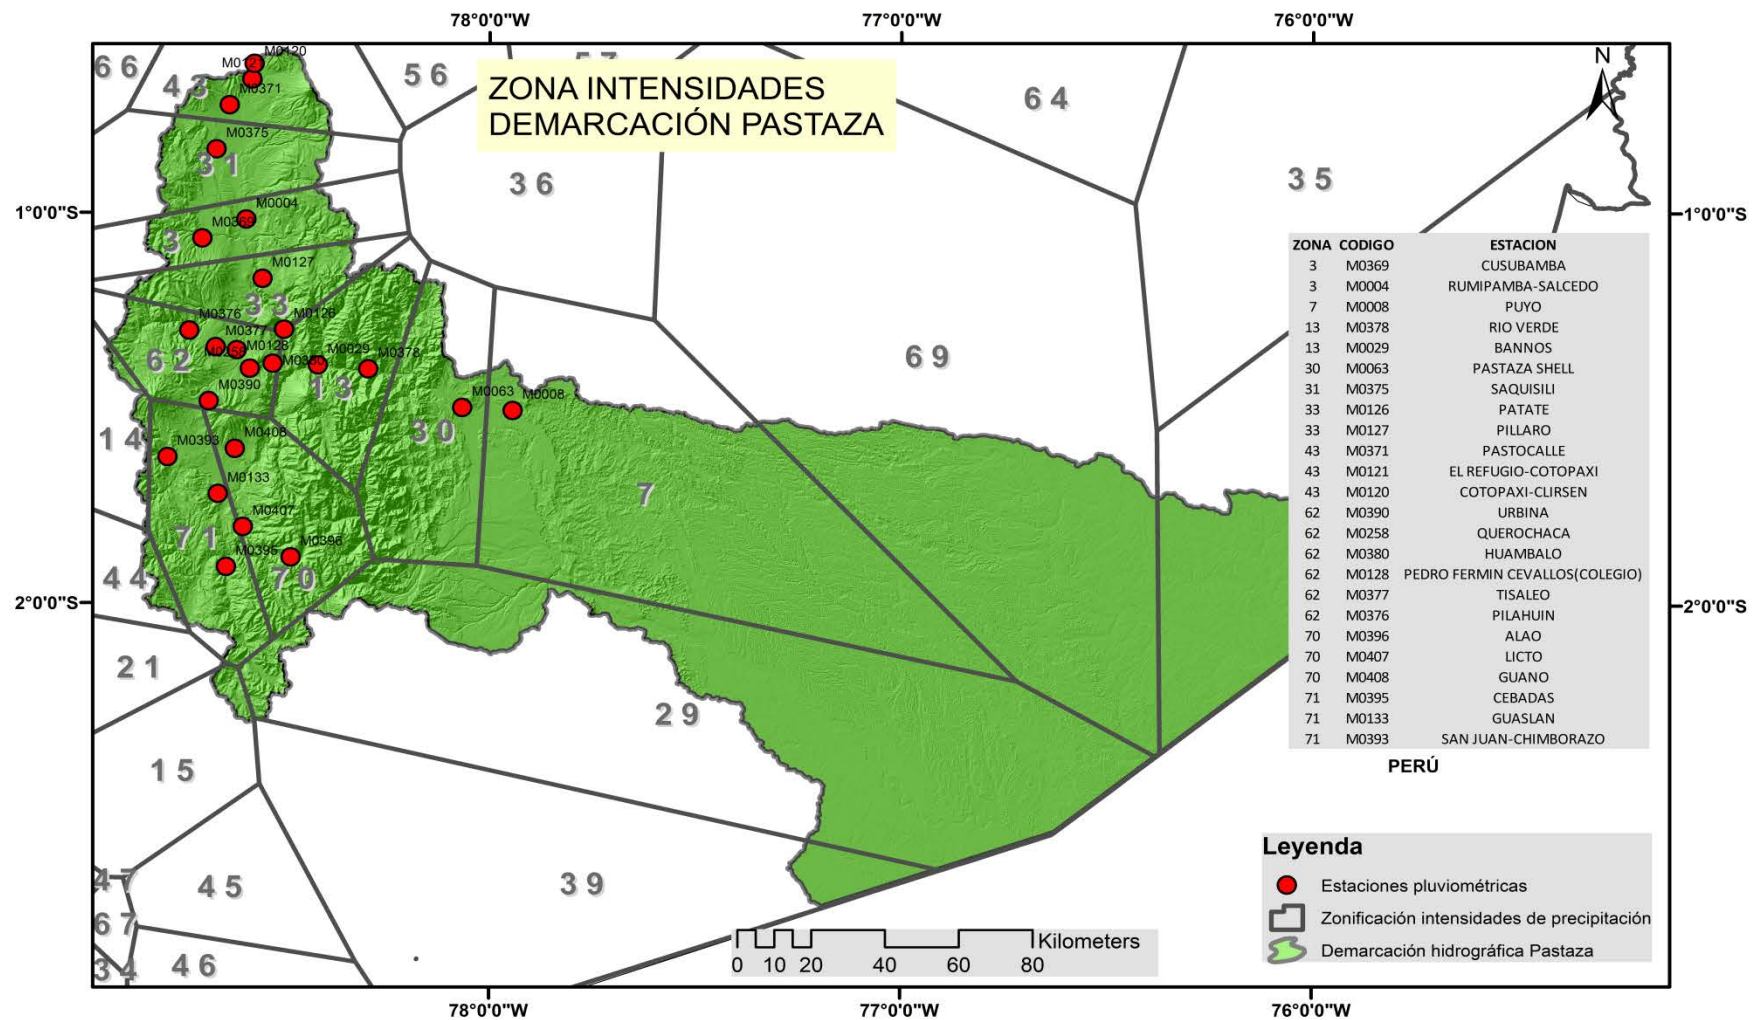 78°0'0"W
77°0'0"W
76°0'0"W
ZONA INTENSIDADES
DEMARCACIÓN PASTAZA
N
66
43
56
57
64
36
35
M0120
M0121
M0371
M0375
31
1°0'0"S
1°0'0"S
M0004
M0369
3
M0127
33
M0126
M0376
M0377
M0128
M0258
M0380
M0029
M0378
62
13
69
M0390
M0063
M0008
30
14
M0393
M0408
M0133
7
M0407
71
M0395
M0396
44
70
2°0'0"S
2°0'0"S
21
29
15
45
39
47
67
34
46
ZONA CODIGO ESTACION
3 M0369 CUSUBAMBA
3 M0004 RUMIPAMBA-SALCEDO
7 M0008 PUYO
13 M0378 RIO VERDE
13 M0029 BANNOS
30 M0063 PASTAZA SHELL
31 M0375 SAQUISILI
33 M0126 PATATE
33 M0127 PILLARO
43 M0371 PASTOCALLE
43 M0121 EL REFUGIO-COTOPAXI
43 M0120 COTOPAXI-CLIRSEN
62 M0390 URBINA
62 M0258 QUEROCHACA
62 M0380 HUAMBALO
62 M0128 PEDRO FERMIN CEVALLOS(COLEGIO)
62 M0377 TISALEO
62 M0376 PILAHUIN
70 M0396 ALAO
70 M0407 LICTO
70 M0408 GUANO
71 M0395 CEBADAS
71 M0133 GUASLAN
71 M0393 SAN JUAN-CHIMBORAZO
PERÚ
Leyenda
Estaciones pluviométricas
Zonificación intensidades de precipitación
Demarcación hidrográfica Pastaza
Kilometers
0 10 20 40 60 80
78°0'0"W
77°0'0"W
76°0'0"W